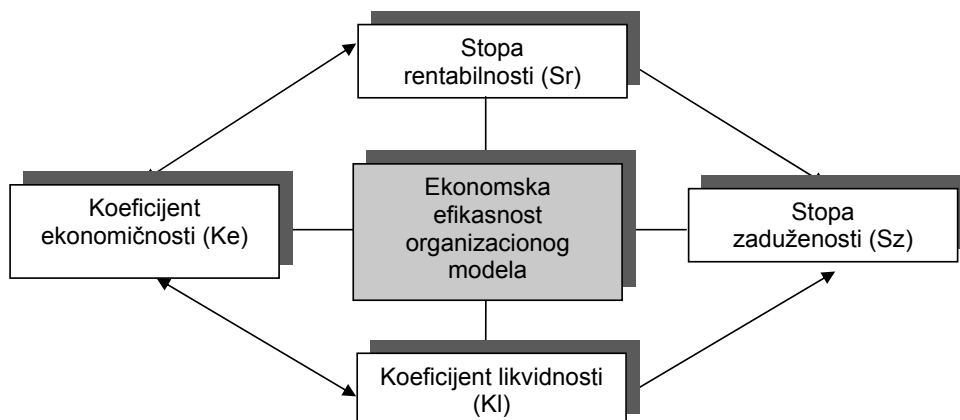 Stopa
rentabilnosti (Sr)
Koeficijent
ekonomičnosti (Ke)
Ekonomska
efikasnost
organizacionog
modela
Stopa
zaduženosti (Sz)
Koeficijent likvidnosti
(Kl)